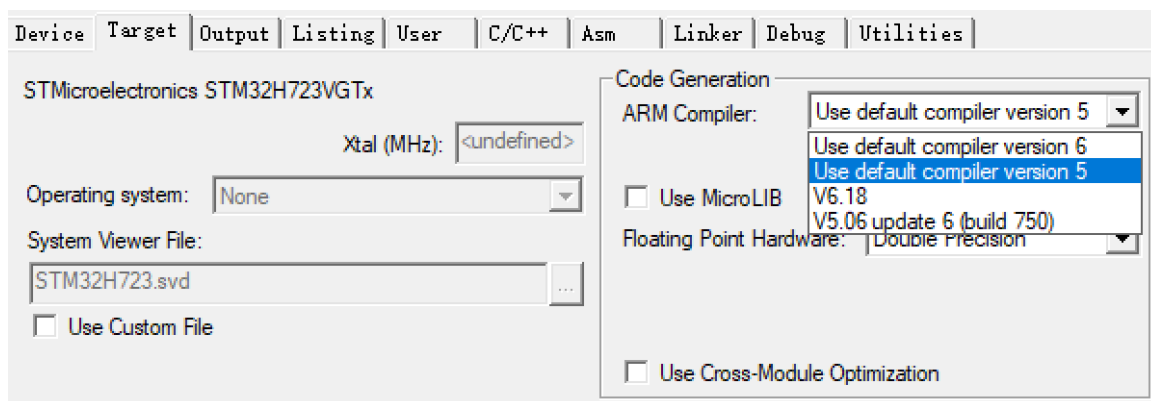 Device Target Output Listing User C/C++ Asm Linker Debug Utilities
STMicroelectronics STM32H723VGTx
Xtal (MHz): <undefined>
Operating system: None
System Viewer File:
STM32H723.svd ...
Use Custom File
Code Generation
ARM Compiler: Use default compiler version 5
Use default compiler version 6
Use default compiler version 5
V6.18
V5.06 update 6 (build 750)
Use MicroLIB
Floating Point Hardware: Double Precision
Use Cross-Module Optimization